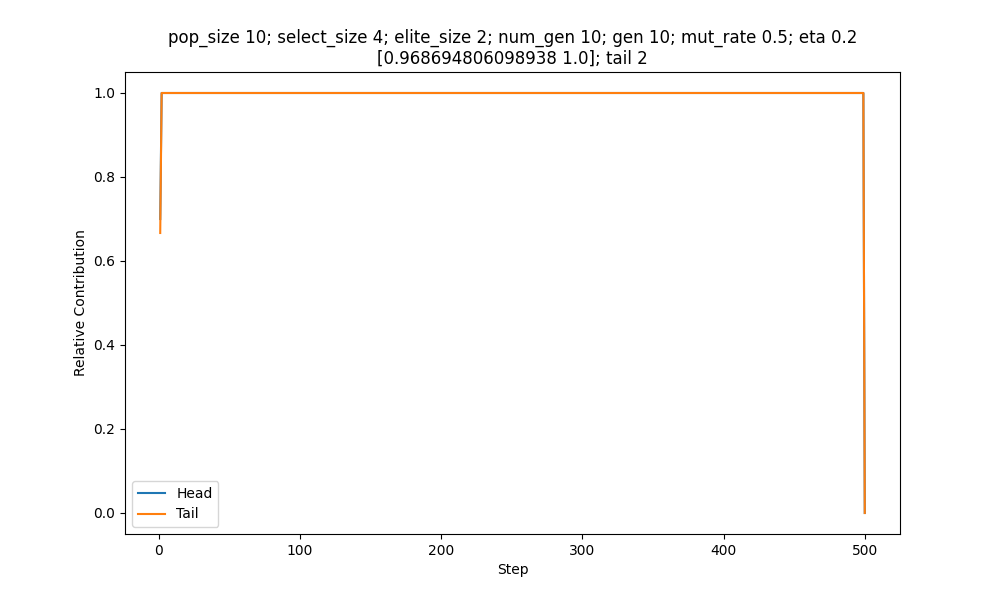 pop_size 10; select_size 4; elite_size 2; num_gen 10; gen 10; mut_rate 0.5; eta 0.2
[0.968694806098938 1.0]; tail 2
1.0
0.8
0.6
0.4
0.2
0.0
Relative Contribution
Head
Tail
0
100
200
300
400
500
Step